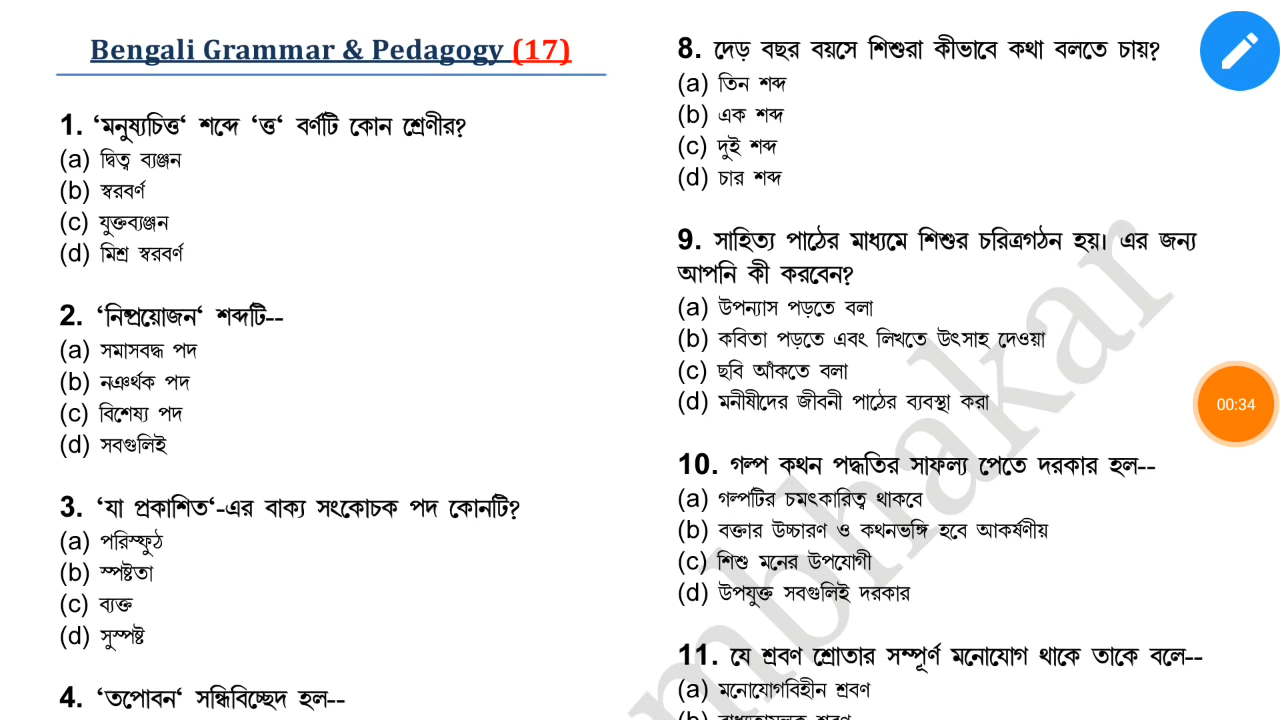 Bengali Grammar & Pedagogy (17)
1. ‘মনুষ্যচিত্ত‘ শব্দে ‘ত্ত‘ বর্ণটি কোন শ্রেণীর?
(a) দ্বিত্ব ব্যঞ্জন
(b) স্বরবর্ণ
(c) যুক্তব্যঞ্জন
(d) মিশ্র স্বরবর্ণ
2. ‘নিষ্প্রয়োজন‘ শব্দটি--
(a) সমাসবদ্ধ পদ
(b) নঞর্থক পদ
(c) বিশেষ্য পদ
(d) সবগুলিই
3. ‘যা প্রকাশিত‘-এর বাক্য সংকোচক পদ কোনটি?
(a) পরিস্ফুঠ
(b) স্পষ্টতা
(c) ব্যক্ত
(d) সুস্পষ্ট
4. ‘তপোবন‘ সন্ধিবিচ্ছেদ হল--
8. দেড় বছর বয়সে শিশুরা কীভাবে কথা বলতে চায়?
(a) তিন শব্দ
(b) এক শব্দ
(c) দুই শব্দ
(d) চার শব্দ
9. সাহিত্য পাঠের মাধ্যমে শিশুর চরিত্রগঠন হয়। এর জন্য
আপনি কী করবেন?
(a) উপন্যাস পড়তে বলা
(b) কবিতা পড়তে এবং লিখতে উৎসাহ দেওয়া
(c) ছবি আঁকতে বলা
(d) মনীষীদের জীবনী পাঠের ব্যবস্থা করা
10. গল্প কথন পদ্ধতির সাফল্য পেতে দরকার হল--
(a) গল্পটির চমৎকারিত্ব থাকবে
(b) বক্তার উচ্চারণ ও কথনভঙ্গি হবে আকর্ষণীয়
(c) শিশু মনের উপযোগী
(d) উপযুক্ত সবগুলিই দরকার
11. যে শ্রবণ শ্রোতার সম্পূর্ণ মনোযোগ থাকে তাকে বলে--
(a) মনোযোগবিহীন শ্রবণ
00:34
mbhakar